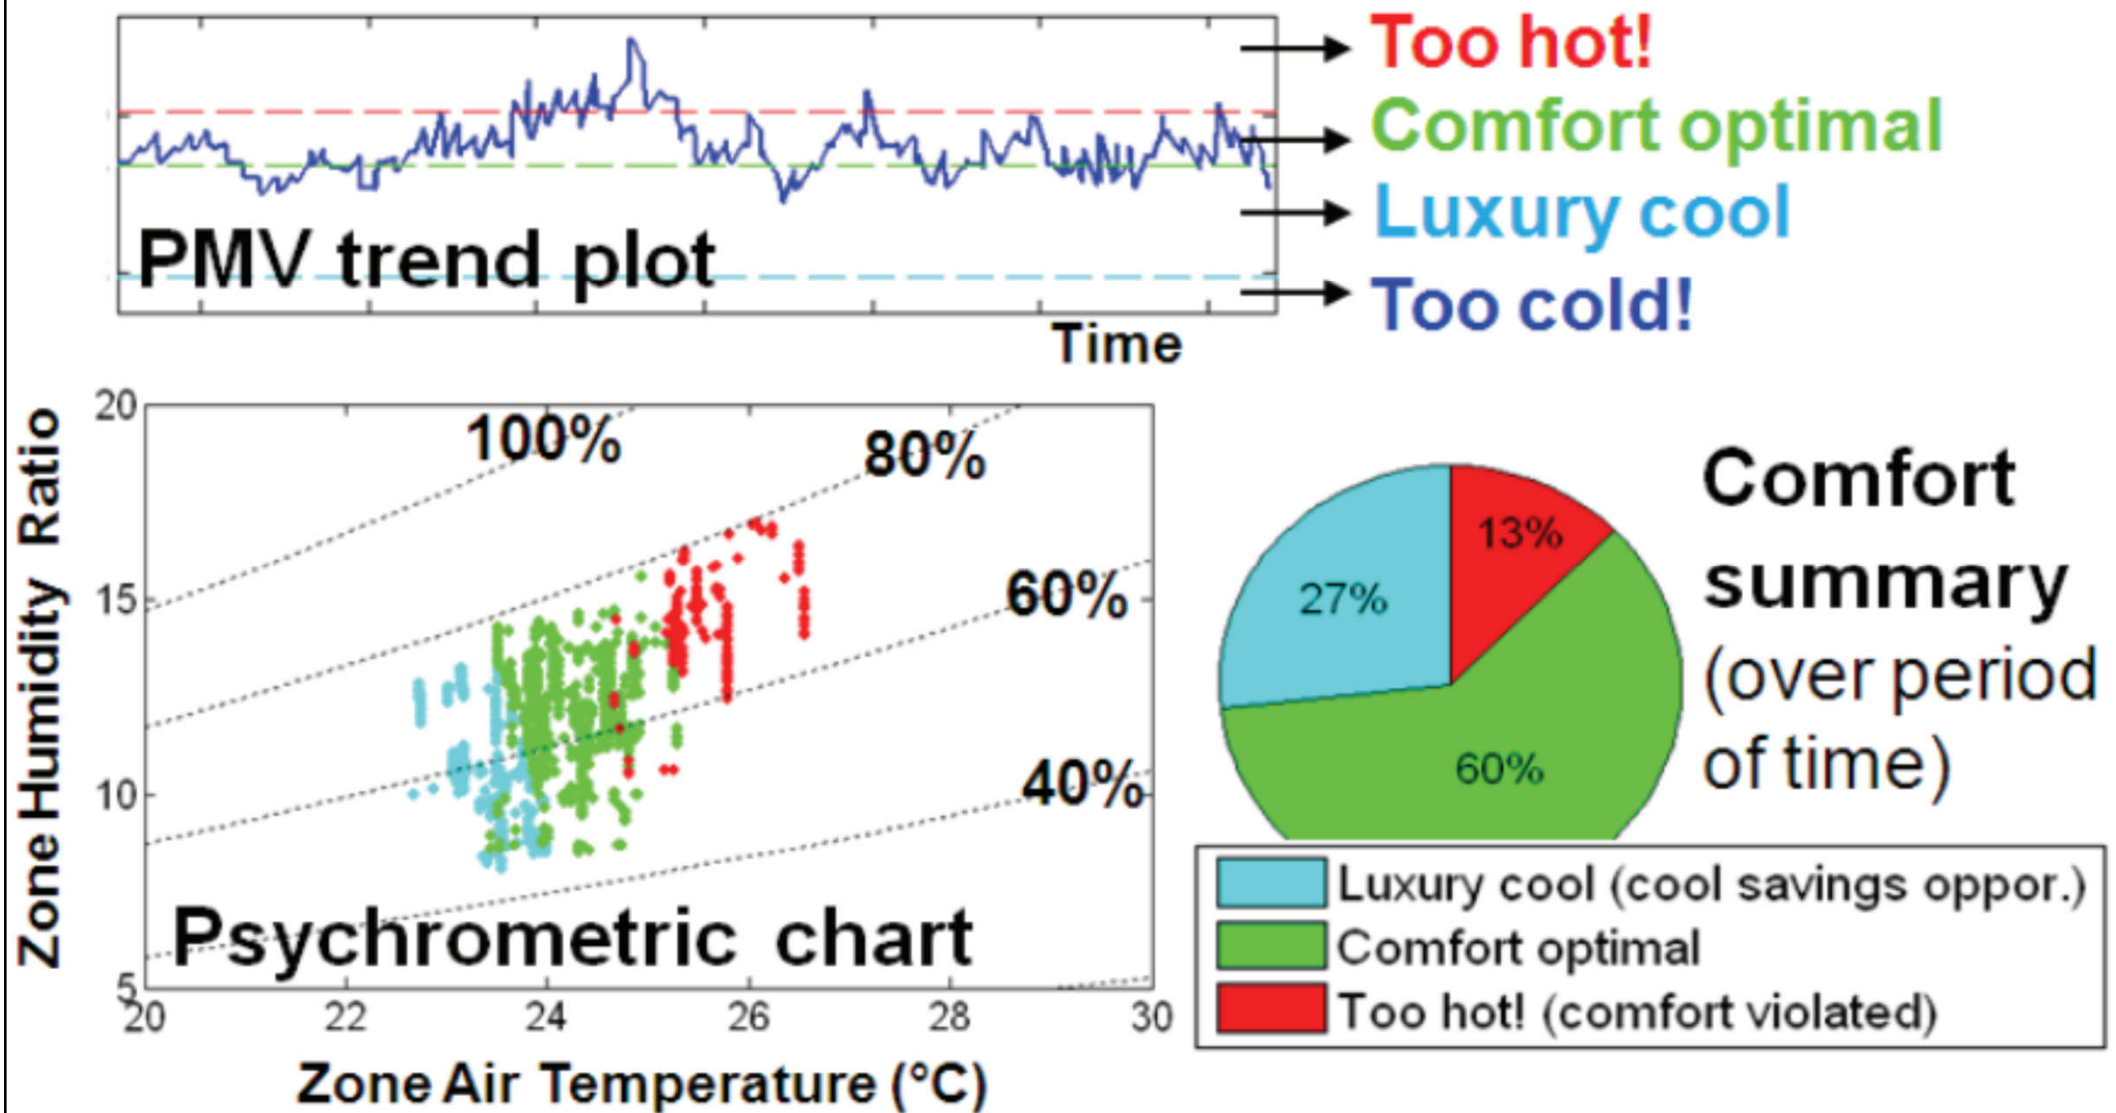 Too hot!
Comfort optimal
Luxury cool
Too cold!
PMV trend plot
Time
Zone Humidity Ratio
20
15
10
5
100%
80%
60%
40%
Psychrometric chart
20 22 24 26 28 30
Zone Air Temperature (°C)
13%
27%
60%
Comfort
summary
(over period
of time)
Luxury cool (cool savings oppor.)
Comfort optimal
Too hot! (comfort violated)